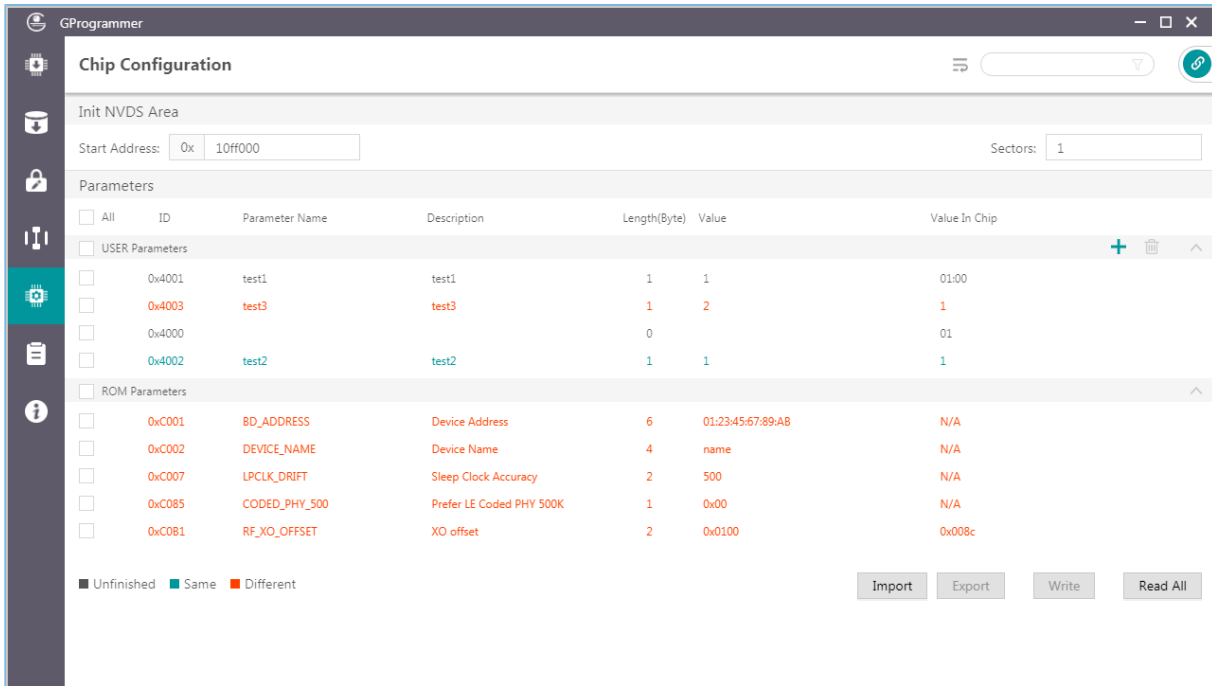 GProgrammer
Chip Configuration
Init NVDS Area
Start Address: 0x 10ff000 Sectors: 1
Parameters
All ID Parameter Name Description Length(Byte) Value Value In Chip
USER Parameters
0x4001 test1 test1 1 1 01:00
0x4003 test3 test3 1 2 1
0x4000 0 01
0x4002 test2 test2 1 1 1
ROM Parameters
0xC001 BD_ADDRESS Device Address 6 01:23:45:67:89:AB N/A
0xC002 DEVICE_NAME Device Name 4 name N/A
0xC007 LPCLK_DRIFT Sleep Clock Accuracy 2 500 N/A
0xC085 CODED_PHY_500 Prefer LE Coded PHY 500K 1 0x00 N/A
0xC0B1 RF_XO_OFFSET XO offset 2 0x0100 0x008c
Unfinished Same Different Import Export Write Read All